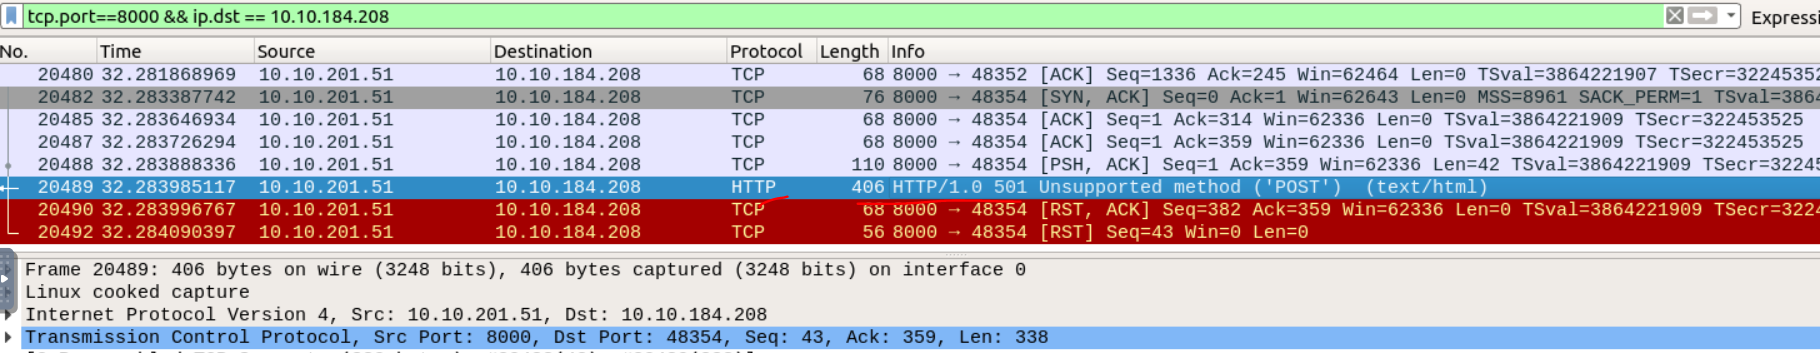 tcp.port==8000 && ip.dst == 10.10.184.208 Expressi
No. Time Source Destination Protocol Length Info
20480 32.281868969 10.10.201.51 10.10.184.208 TCP 68 8000 → 48352 [ACK] Seq=1336 Ack=245 Win=62464 Len=0 TSval=3864221907 TSecr=32245352
20482 32.283387742 10.10.201.51 10.10.184.208 TCP 76 8000 → 48354 [SYN, ACK] Seq=0 Ack=1 Win=62643 Len=0 MSS=8961 SACK_PERM=1 TSval=3864
20485 32.283646934 10.10.201.51 10.10.184.208 TCP 68 8000 → 48354 [ACK] Seq=1 Ack=314 Win=62336 Len=0 TSval=3864221909 TSecr=322453525
20487 32.283726294 10.10.201.51 10.10.184.208 TCP 68 8000 → 48354 [ACK] Seq=1 Ack=359 Win=62336 Len=0 TSval=3864221909 TSecr=322453525
20488 32.283888336 10.10.201.51 10.10.184.208 TCP 110 8000 → 48354 [PSH, ACK] Seq=1 Ack=359 Win=62336 Len=42 TSval=3864221909 TSecr=32245
20489 32.283985117 10.10.201.51 10.10.184.208 HTTP 406 HTTP/1.0 501 Unsupported method ('POST') (text/html)
20490 32.283996767 10.10.201.51 10.10.184.208 TCP 68 8000 → 48354 [RST, ACK] Seq=382 Ack=359 Win=62336 Len=0 TSval=3864221909 TSecr=3224
20492 32.284090397 10.10.201.51 10.10.184.208 TCP 56 8000 → 48354 [RST] Seq=43 Win=0 Len=0
Frame 20489: 406 bytes on wire (3248 bits), 406 bytes captured (3248 bits) on interface 0
Linux cooked capture
Internet Protocol Version 4, Src: 10.10.201.51, Dst: 10.10.184.208
Transmission Control Protocol, Src Port: 8000, Dst Port: 48354, Seq: 43, Ack: 359, Len: 338